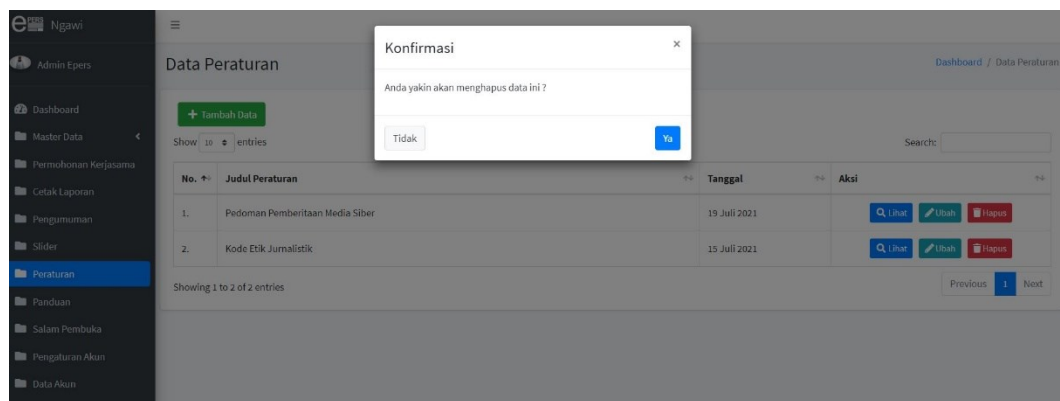 Ngawi
Admin Epers
Dashboard
Master Data
Permohonan Kerjasama
Cetak Laporan
Pengumuman
Slider
Peraturan
Panduan
Salam Pembuka
Pengaturan Akun
Data Akun
Konfirmasi ×
Anda yakin akan menghapus data ini ?
Tidak Ya
Data Peraturan Dashboard / Data Peraturan
+ Tambah Data
Show 10 entries Search:
No. Judul Peraturan Tanggal Aksi
1. Pedoman Pemberitaan Media Siber 19 Juli 2021 Lihat Ubah Hapus
2. Kode Etik Jurnalistik 15 Juli 2021 Lihat Ubah Hapus
Showing 1 to 2 of 2 entries Previous 1 Next